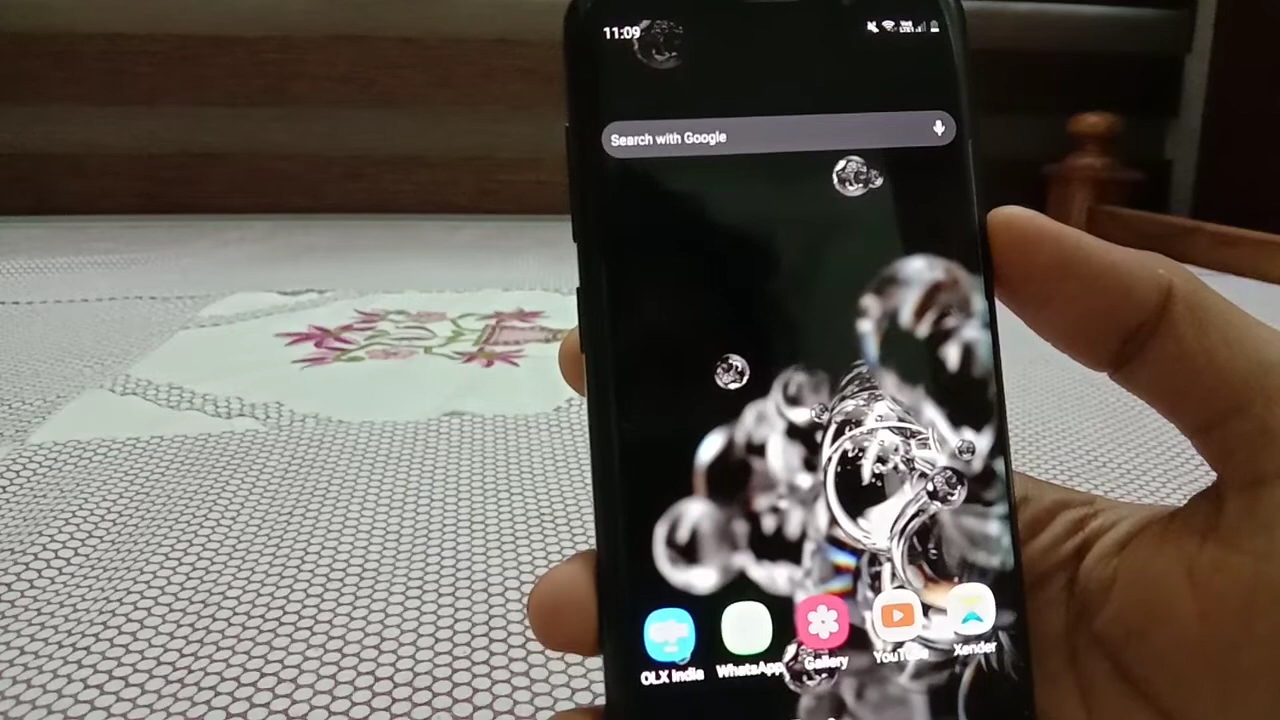 11:09
Search with Google
OLX India
WhatsApp
Gallery
YouTube
Xender